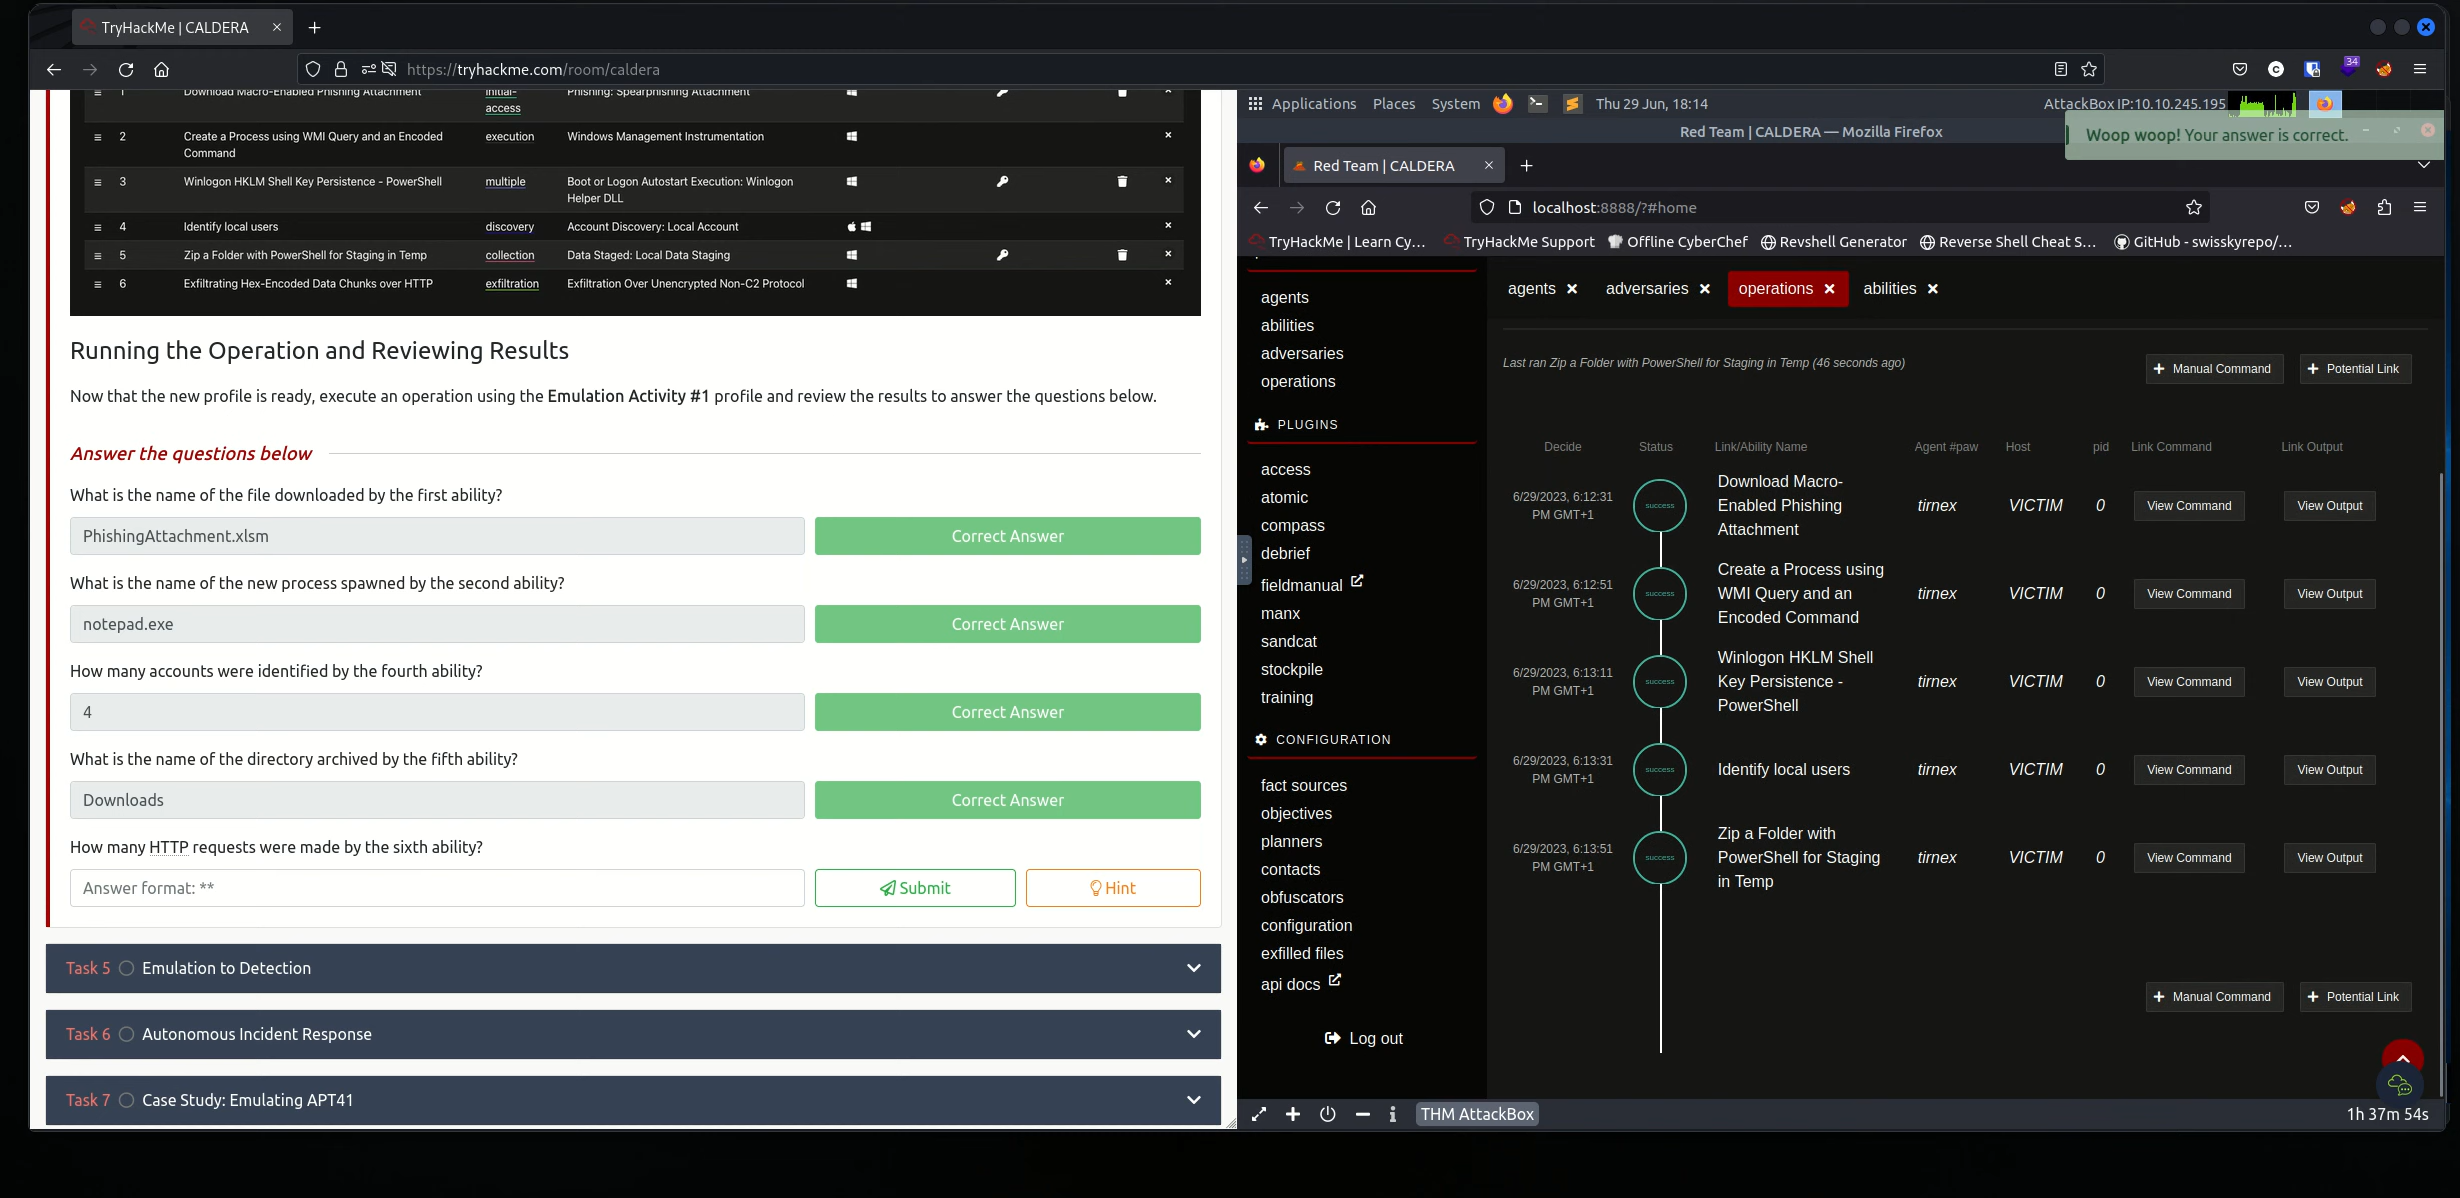 TryHackMe | CALDERA
https://tryhackme.com/room/caldera
34
1 Download Macro-Enabled Phishing Attachment initial-access Phishing: Spearphishing Attachment
2 Create a Process using WMI Query and an Encoded Command execution Windows Management Instrumentation
3 Winlogon HKLM Shell Key Persistence - PowerShell multiple Boot or Logon Autostart Execution: Winlogon Helper DLL
4 Identify local users discovery Account Discovery: Local Account
5 Zip a Folder with PowerShell for Staging in Temp collection Data Staged: Local Data Staging
6 Exfiltrating Hex-Encoded Data Chunks over HTTP exfiltration Exfiltration Over Unencrypted Non-C2 Protocol
Running the Operation and Reviewing Results
Now that the new profile is ready, execute an operation using the Emulation Activity #1 profile and review the results to answer the questions below.
Answer the questions below
What is the name of the file downloaded by the first ability?
PhishingAttachment.xlsm Correct Answer
What is the name of the new process spawned by the second ability?
notepad.exe Correct Answer
How many accounts were identified by the fourth ability?
4 Correct Answer
What is the name of the directory archived by the fifth ability?
Downloads Correct Answer
How many HTTP requests were made by the sixth ability?
Answer format: ** Submit Hint
Task 5 Emulation to Detection
Task 6 Autonomous Incident Response
Task 7 Case Study: Emulating APT41
Applications Places System Thu 29 Jun, 18:14 AttackBox IP:10.10.245.195
Red Team | CALDERA — Mozilla Firefox
Woop woop! Your answer is correct.
Red Team | CALDERA
localhost:8888/?#home
TryHackMe | Learn Cy... TryHackMe Support Offline CyberChef Revshell Generator Reverse Shell Cheat S... GitHub - swisskyrepo/...
agents
abilities
adversaries
operations
PLUGINS
access
atomic
compass
debrief
fieldmanual
manx
sandcat
stockpile
training
CONFIGURATION
fact sources
objectives
planners
contacts
obfuscators
configuration
exfilled files
api docs
Log out
agents adversaries operations abilities
Last ran Zip a Folder with PowerShell for Staging in Temp (46 seconds ago)
Manual Command Potential Link
Decide Status Link/Ability Name Agent #paw Host pid Link Command Link Output
6/29/2023, 6:12:31 PM GMT+1 success Download Macro-Enabled Phishing Attachment tirnex VICTIM 0 View Command View Output
6/29/2023, 6:12:51 PM GMT+1 success Create a Process using WMI Query and an Encoded Command tirnex VICTIM 0 View Command View Output
6/29/2023, 6:13:11 PM GMT+1 success Winlogon HKLM Shell Key Persistence - PowerShell tirnex VICTIM 0 View Command View Output
6/29/2023, 6:13:31 PM GMT+1 success Identify local users tirnex VICTIM 0 View Command View Output
6/29/2023, 6:13:51 PM GMT+1 success Zip a Folder with PowerShell for Staging in Temp tirnex VICTIM 0 View Command View Output
Manual Command Potential Link
THM AttackBox 1h 37m 54s